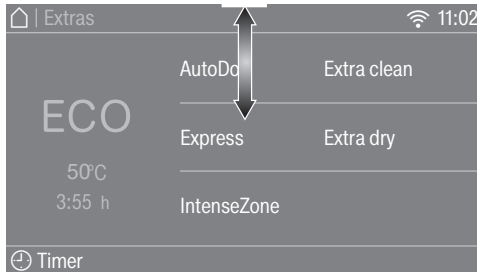 Extras 11:02
AutoDo Extra clean
ECO
Express Extra dry
50°C
3:55 h
IntenseZone
Timer